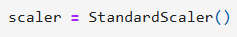 scaler = StandardScaler()